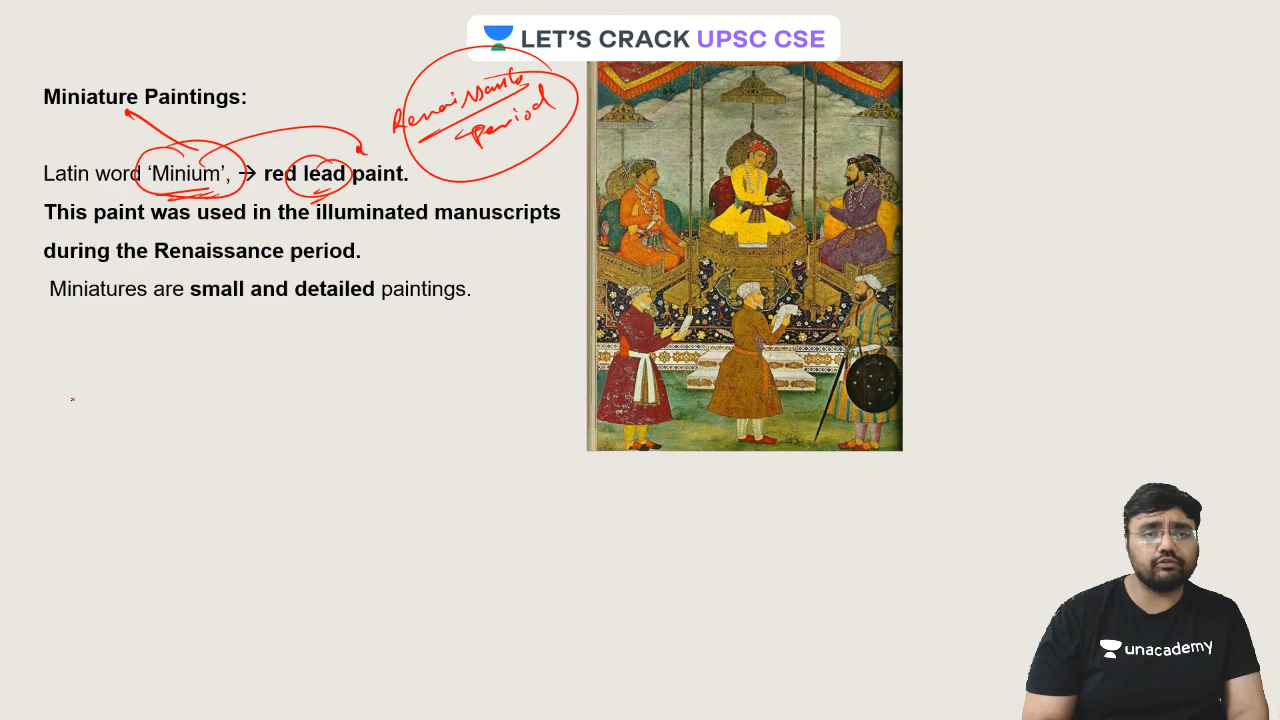 LET'S CRACK UPSC CSE
Miniature Paintings:
Renaissance
period
Latin word ‘Minium’, → red lead paint.
This paint was used in the illuminated manuscripts
during the Renaissance period.
Miniatures are small and detailed paintings.
unacademy